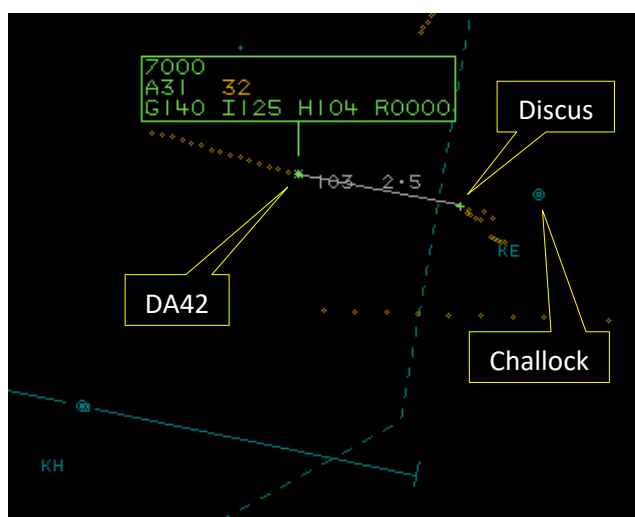 7000
A31 32
G140 I125 H104 R0000
Discus
103 2·5
KE
DA42
Challock
KH